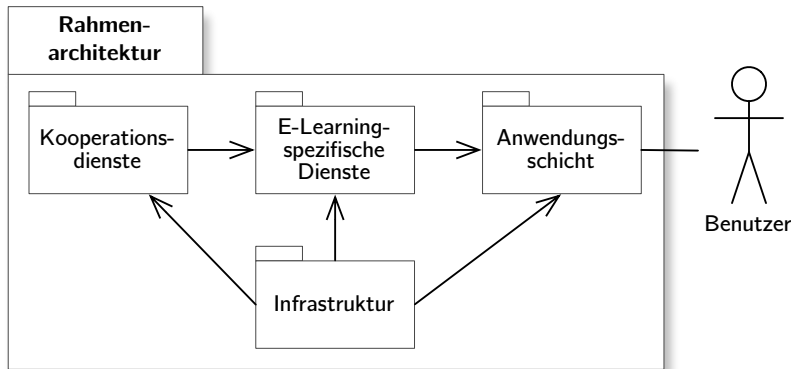 Rahmen-
architektur
Kooperations-
dienste
E-Learning-
spezifische
Dienste
Anwendungs-
schicht
Benutzer
Infrastruktur